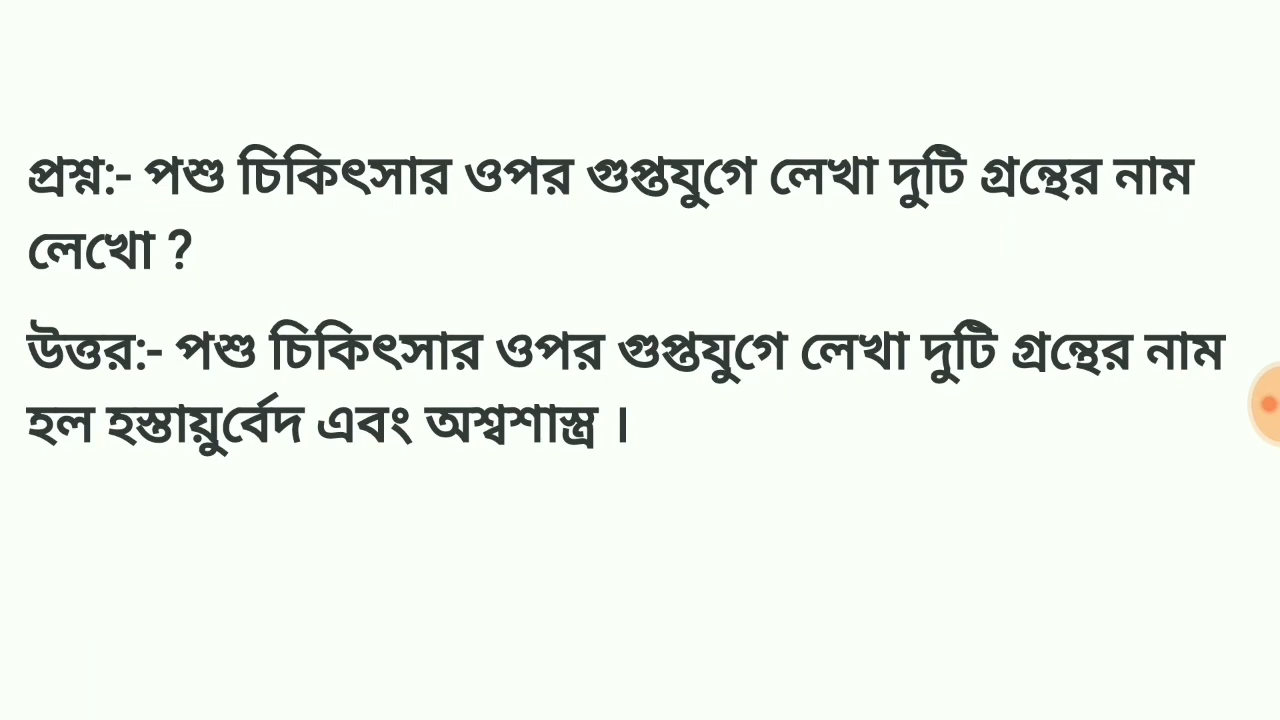 প্রশ্ন:- পশু চিকিৎসার ওপর গুপ্তযুগে লেখা দুটি গ্রন্থের নাম
লেখো ?
উত্তর:- পশু চিকিৎসার ওপর গুপ্তযুগে লেখা দুটি গ্রন্থের নাম
হল হস্তায়ুর্বেদ এবং অশ্বশাস্ত্র ।